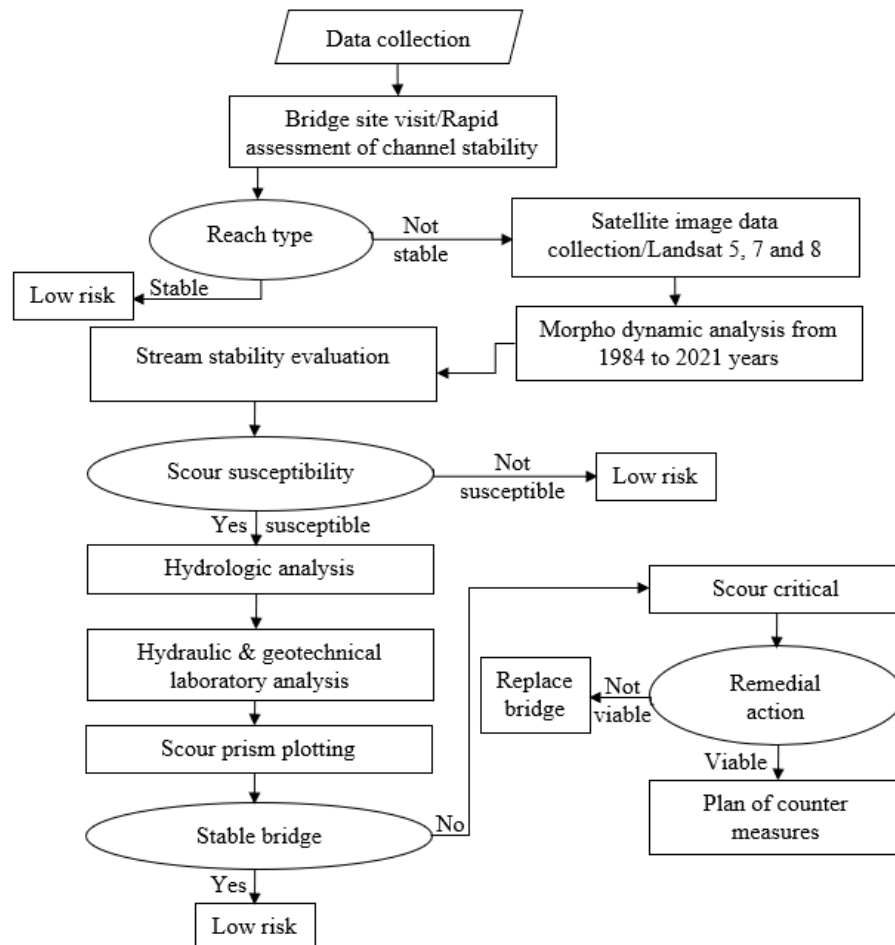 Data collection
Bridge site visit/Rapid
assessment of channel stability
Reach type
Not
stable
Satellite image data
collection/Landsat 5, 7 and 8
Stable
Low risk
Morpho dynamic analysis from
1984 to 2021 years
Stream stability evaluation
Scour susceptibility
Not
susceptible
Low risk
Yes susceptible
Hydrologic analysis
Scour critical
Hydraulic & geotechnical
laboratory analysis
Replace
bridge
Not
viable
Remedial
action
Scour prism plotting
Viable
Plan of counter
measures
Stable bridge
No
Yes
Low risk